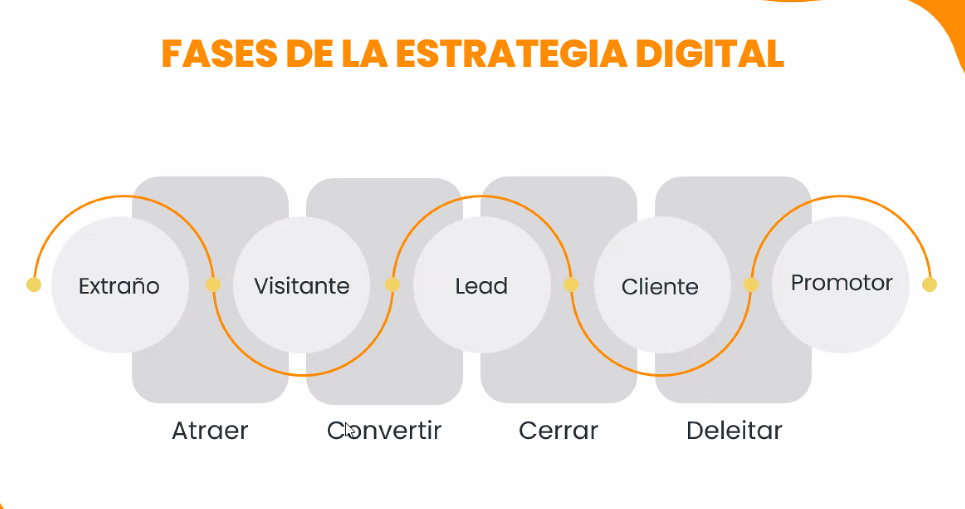 FASES DE LA ESTRATEGIA DIGITAL
Extraño
Visitante
Lead
Cliente
Promotor
Atraer
Convertir
Cerrar
Deleitar